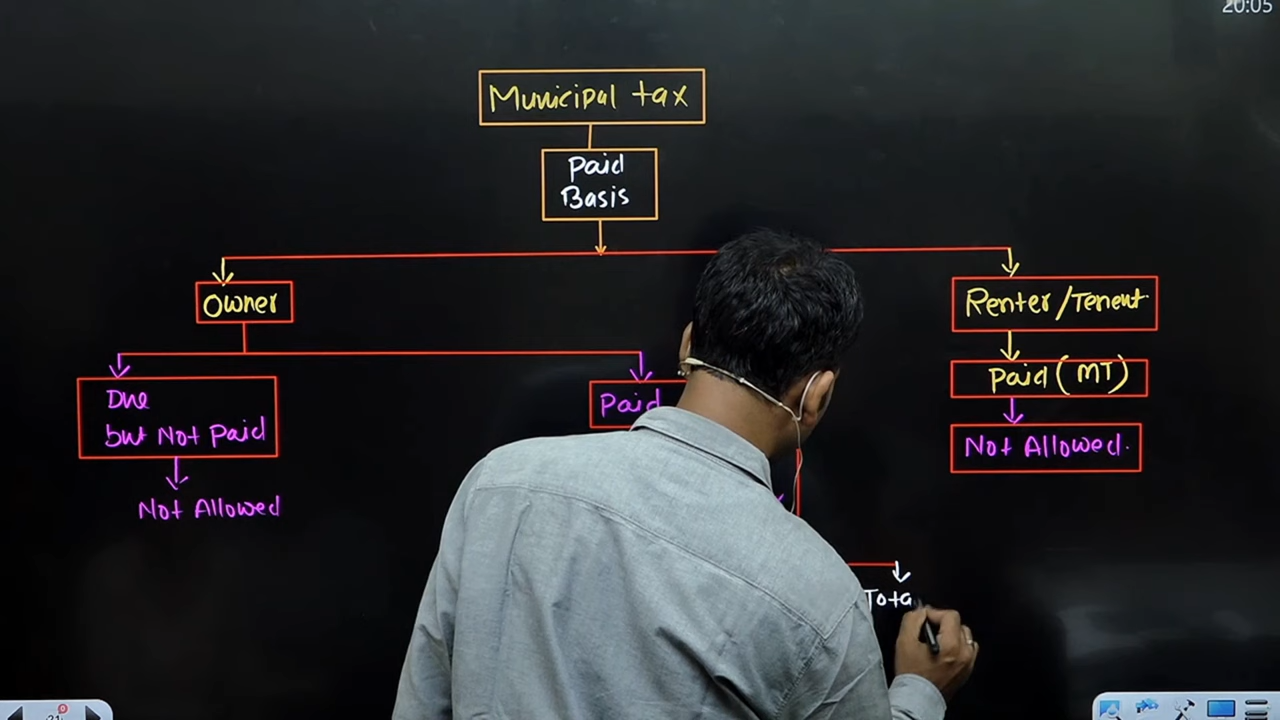 20:05
Municipal tax
Paid
Basis
Owner
Renter/Tenent
Due
but Not Paid
Paid
Paid (MT)
Not Allowed.
Not Allowed
Tota
21